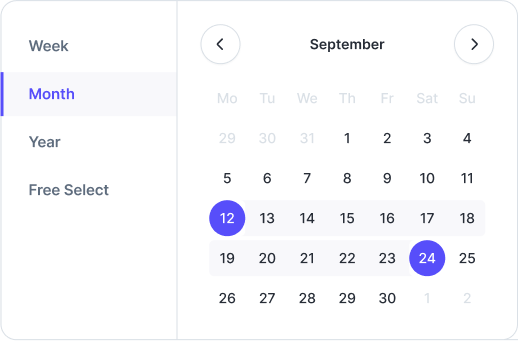 Week
Month
Year
Free Select
September
Mo Tu We Th Fr Sat Su
29 30 31 1 2 3 4
5 6 7 8 9 10 11
12 13 14 15 16 17 18
19 20 21 22 23 24 25
26 27 28 29 30 1 2